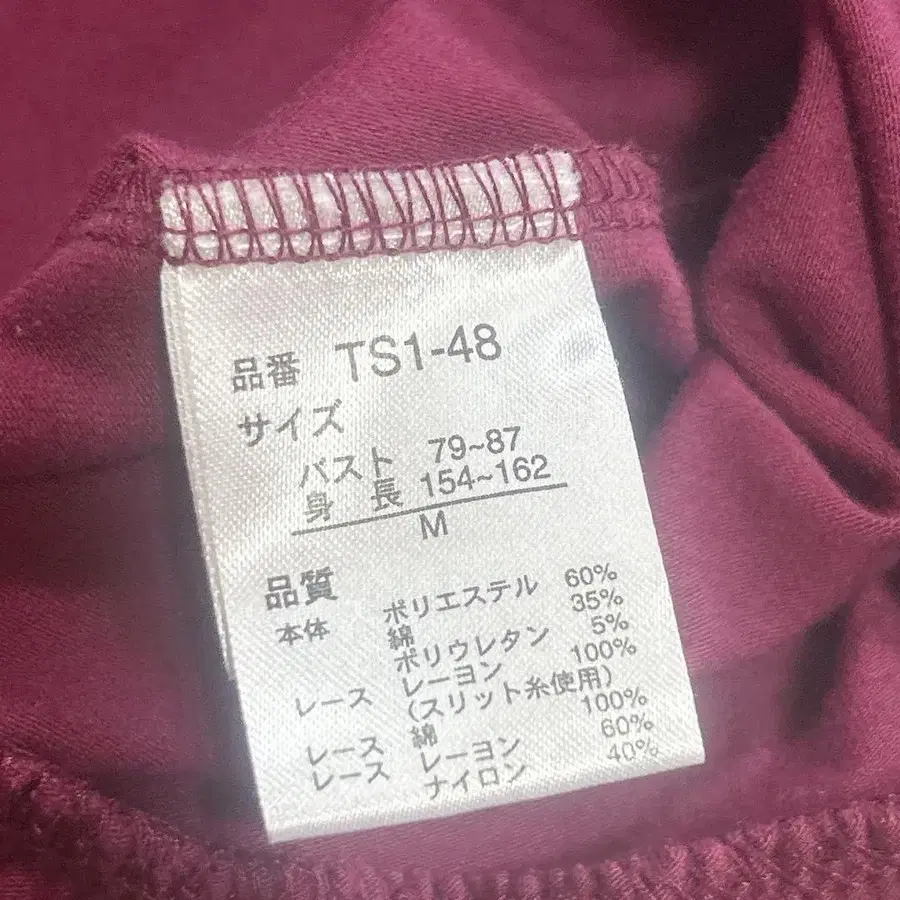 品番 TS1-48
サイズ
バスト 79~87
身長 154~162
M
品質
本体 ポリエステル 60%
綿 35%
ポリウレタン 5%
レース レーヨン 100%
(スリット糸使用)
レース 綿 100%
レース レーヨン 60%
ナイロン 40%